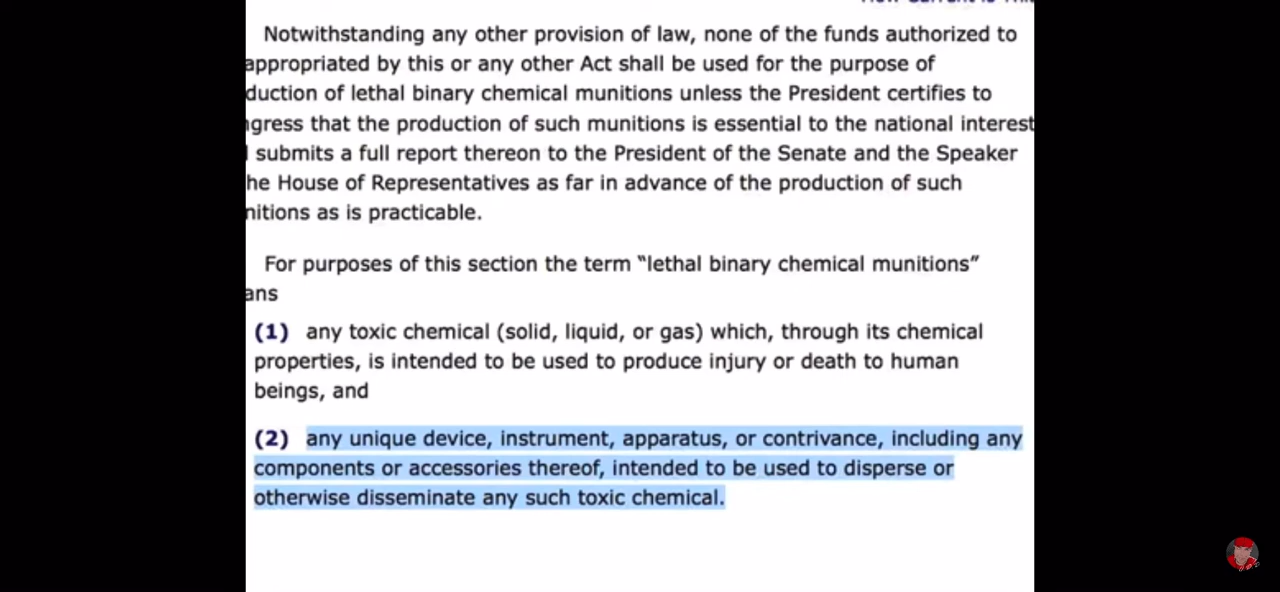 Notwithstanding any other provision of law, none of the funds authorized to
appropriated by this or any other Act shall be used for the purpose of
duction of lethal binary chemical munitions unless the President certifies to
ngress that the production of such munitions is essential to the national interest
submits a full report thereon to the President of the Senate and the Speaker
he House of Representatives as far in advance of the production of such
nitions as is practicable.
For purposes of this section the term “lethal binary chemical munitions”
ans
(1) any toxic chemical (solid, liquid, or gas) which, through its chemical
properties, is intended to be used to produce injury or death to human
beings, and
(2) any unique device, instrument, apparatus, or contrivance, including any
components or accessories thereof, intended to be used to disperse or
otherwise disseminate any such toxic chemical.